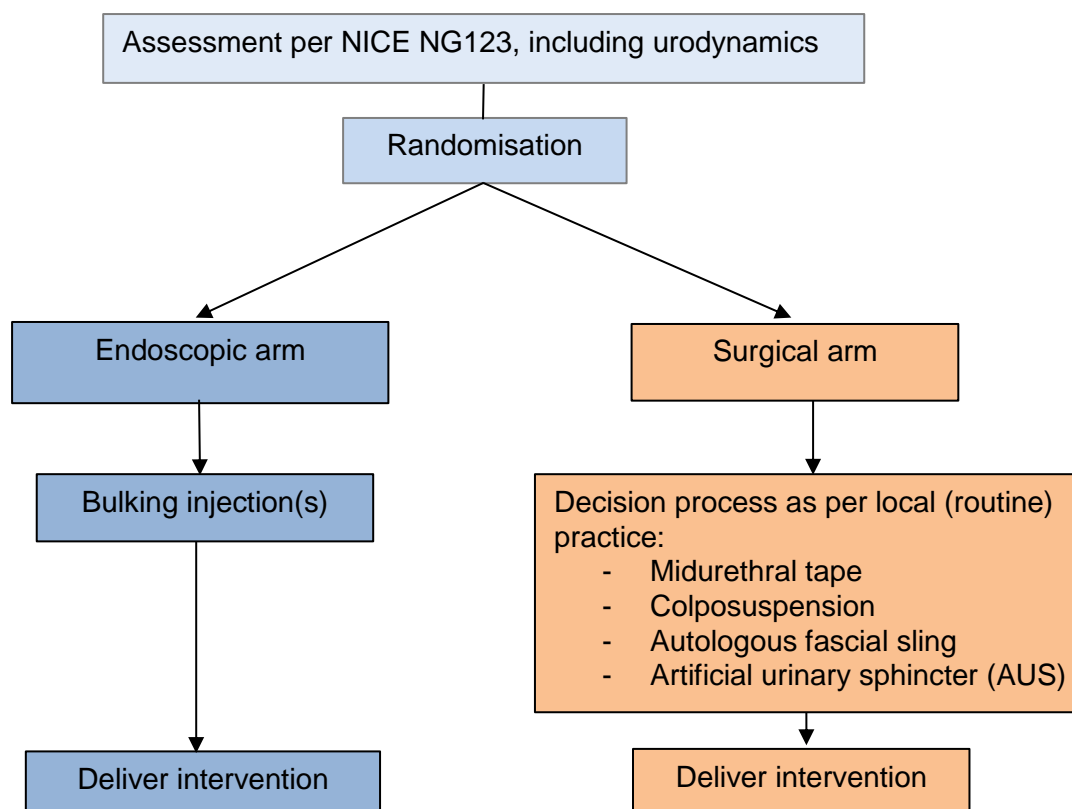 Assessment per NICE NG123, including urodynamics
Randomisation
Endoscopic arm
Surgical arm
Bulking injection(s)
Decision process as per local (routine)
practice:
- Midurethral tape
- Colposuspension
- Autologous fascial sling
- Artificial urinary sphincter (AUS)
Deliver intervention
Deliver intervention